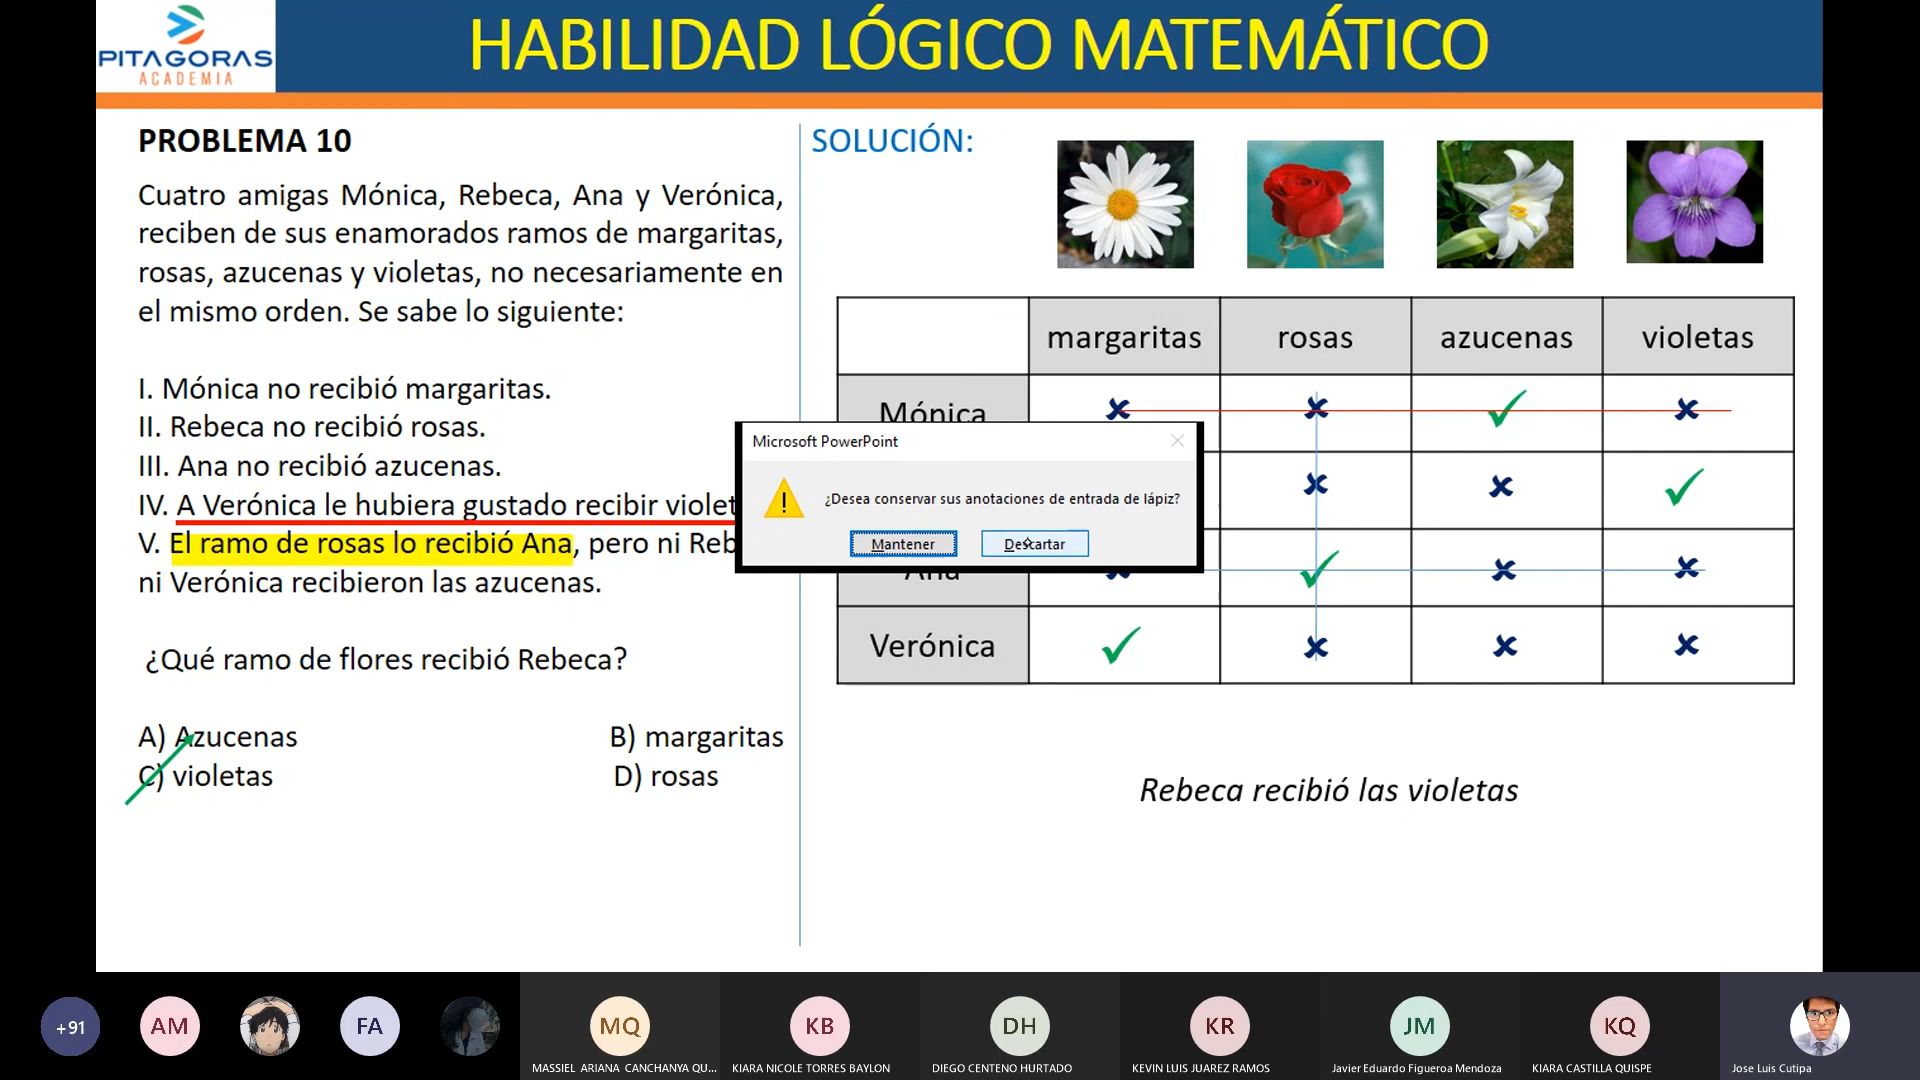 PITAGORAS
ACADEMIA
HABILIDAD LÓGICO MATEMÁTICO
PROBLEMA 10
Cuatro amigas Mónica, Rebeca, Ana y Verónica,
reciben de sus enamorados ramos de margaritas,
rosas, azucenas y violetas, no necesariamente en
el mismo orden. Se sabe lo siguiente:
I. Mónica no recibió margaritas.
II. Rebeca no recibió rosas.
III. Ana no recibió azucenas.
IV. A Verónica le hubiera gustado recibir violet
V. El ramo de rosas lo recibió Ana, pero ni Reb
ni Verónica recibieron las azucenas.
¿Qué ramo de flores recibió Rebeca?
A) Azucenas B) margaritas
C) violetas D) rosas
SOLUCIÓN:
margaritas rosas azucenas violetas
Mónica
Ana
Verónica
Rebeca recibió las violetas
Microsoft PowerPoint
¿Desea conservar sus anotaciones de entrada de lápiz?
Mantener Descartar
+91 AM FA MQ KB DH KR JM KQ
MASSIEL ARIANA CANCHANYA QU... KIARA NICOLE TORRES BAYLON DIEGO CENTENO HURTADO KEVIN LUIS JUAREZ RAMOS Javier Eduardo Figueroa Mendoza KIARA CASTILLA QUISPE Jose Luis Cutipa